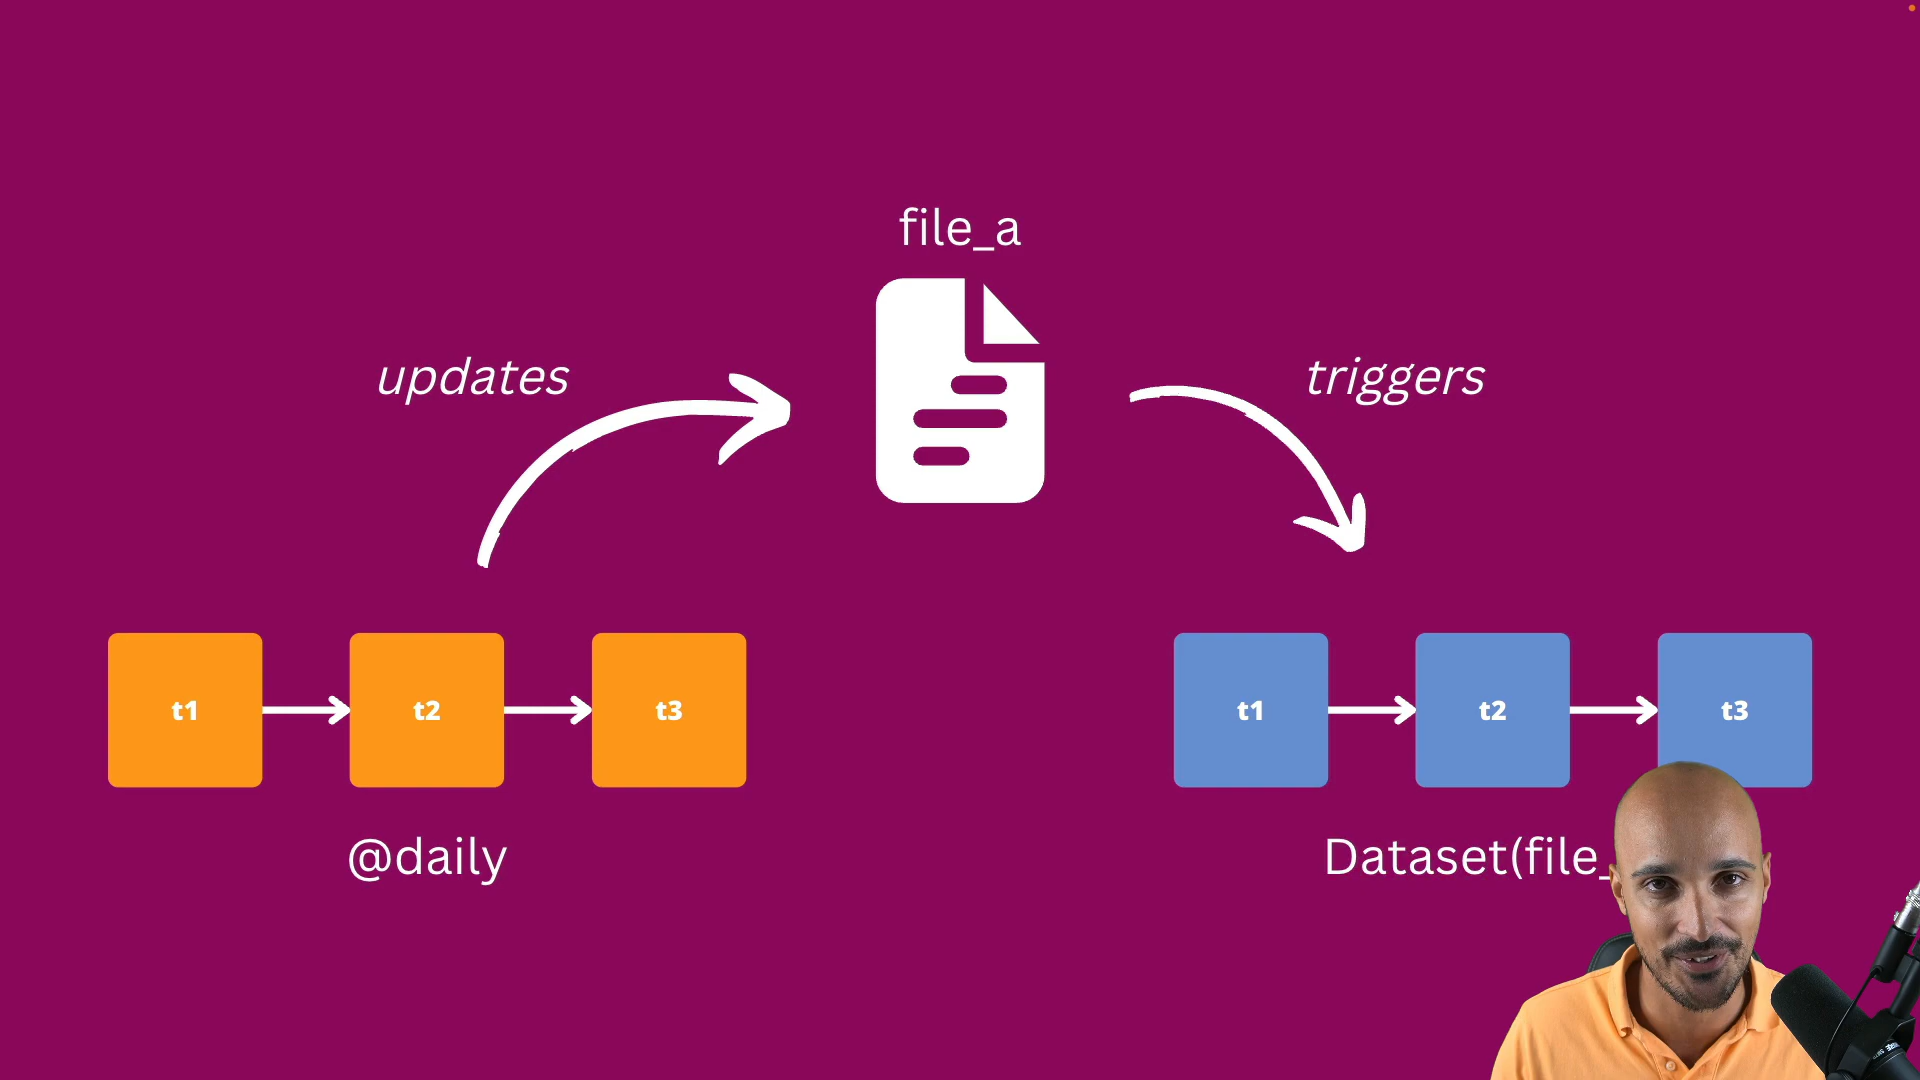 file_a
updates
triggers
t1
t2
t3
t1
t2
t3
@daily
Dataset(file_